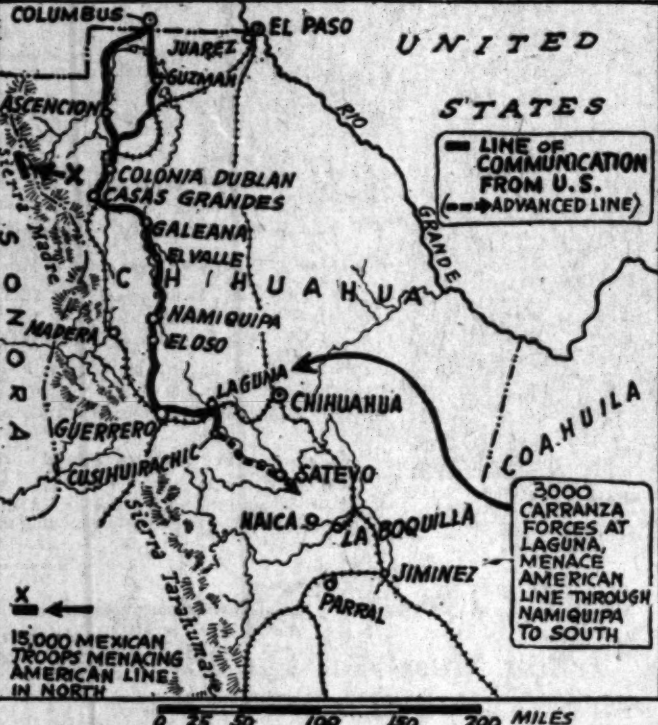 COLUMBUS
EL PASO
UNITED
STATES
JUAREZ
GUZMAN
ASCENCION
RIO
GRANDE
LINE OF
COMMUNICATION
FROM U.S.
(ADVANCED LINE)
X
Sierra Madre
COLONIA DUBLAN
CASAS GRANDES
GALEANA
EL VALLE
SONORA
CHIHUAHUA
NAMIQUIPA
MADERA
EL OSO
LAGUNA
CHIHUAHUA
COAHUILA
GUERRERO
CUSIHUIRACHIC
SATEVO
NAICA
LA BOQUILLA
3000
CARRANZA
FORCES AT
LAGUNA,
MENACE
AMERICAN
LINE THROUGH
NAMIQUIPA
TO SOUTH
Sierra Tarahumare
JIMINEZ
PARRAL
X
15,000 MEXICAN
TROOPS MENACING
AMERICAN LINE
IN NORTH
0 25 50 100 150 200 MILES